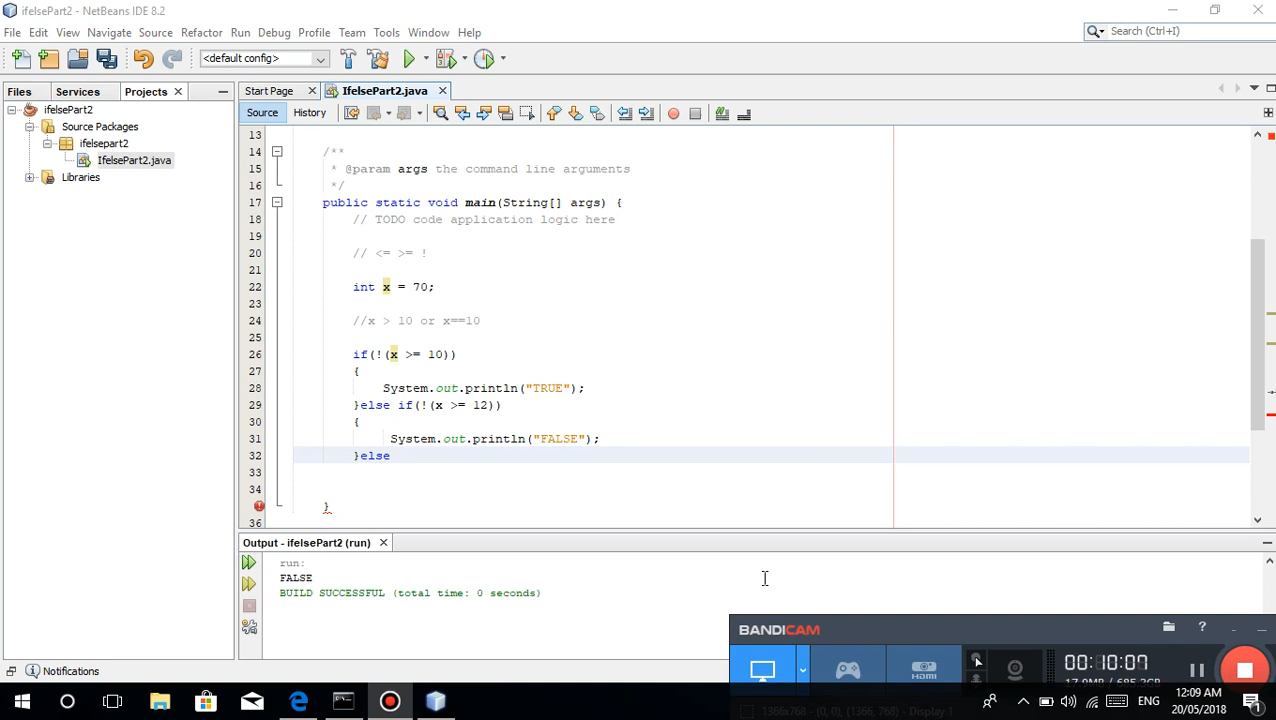 ifelsePart2 - NetBeans IDE 8.2
File Edit View Navigate Source Refactor Run Debug Profile Team Tools Window Help
Search (Ctrl+I)
<default config>
Files Services Projects
Start Page IfelsePart2.java
ifelsePart2
Source Packages
ifelsepart2
IfelsePart2.java
Libraries
Source History
13
14 /**
15 * @param args the command line arguments
16 */
17 public static void main(String[] args) {
18 // TODO code application logic here
19
20 // <= >= !
21
22 int x = 70;
23
24 //x > 10 or x==10
25
26 if(!(x >= 10))
27 {
28 System.out.println("TRUE");
29 }else if(!(x >= 12))
30 {
31 System.out.println("FALSE");
32 }else
33
34
}
36
Output - ifelsePart2 (run)
run:
FALSE
BUILD SUCCESSFUL (total time: 0 seconds)
BANDICAM
HDMI
00:10:07
17.9MB / 685.2GB
1366x768 - (0, 0), (1366, 768) - Display 1
Notifications
ENG
12:09 AM
20/05/2018